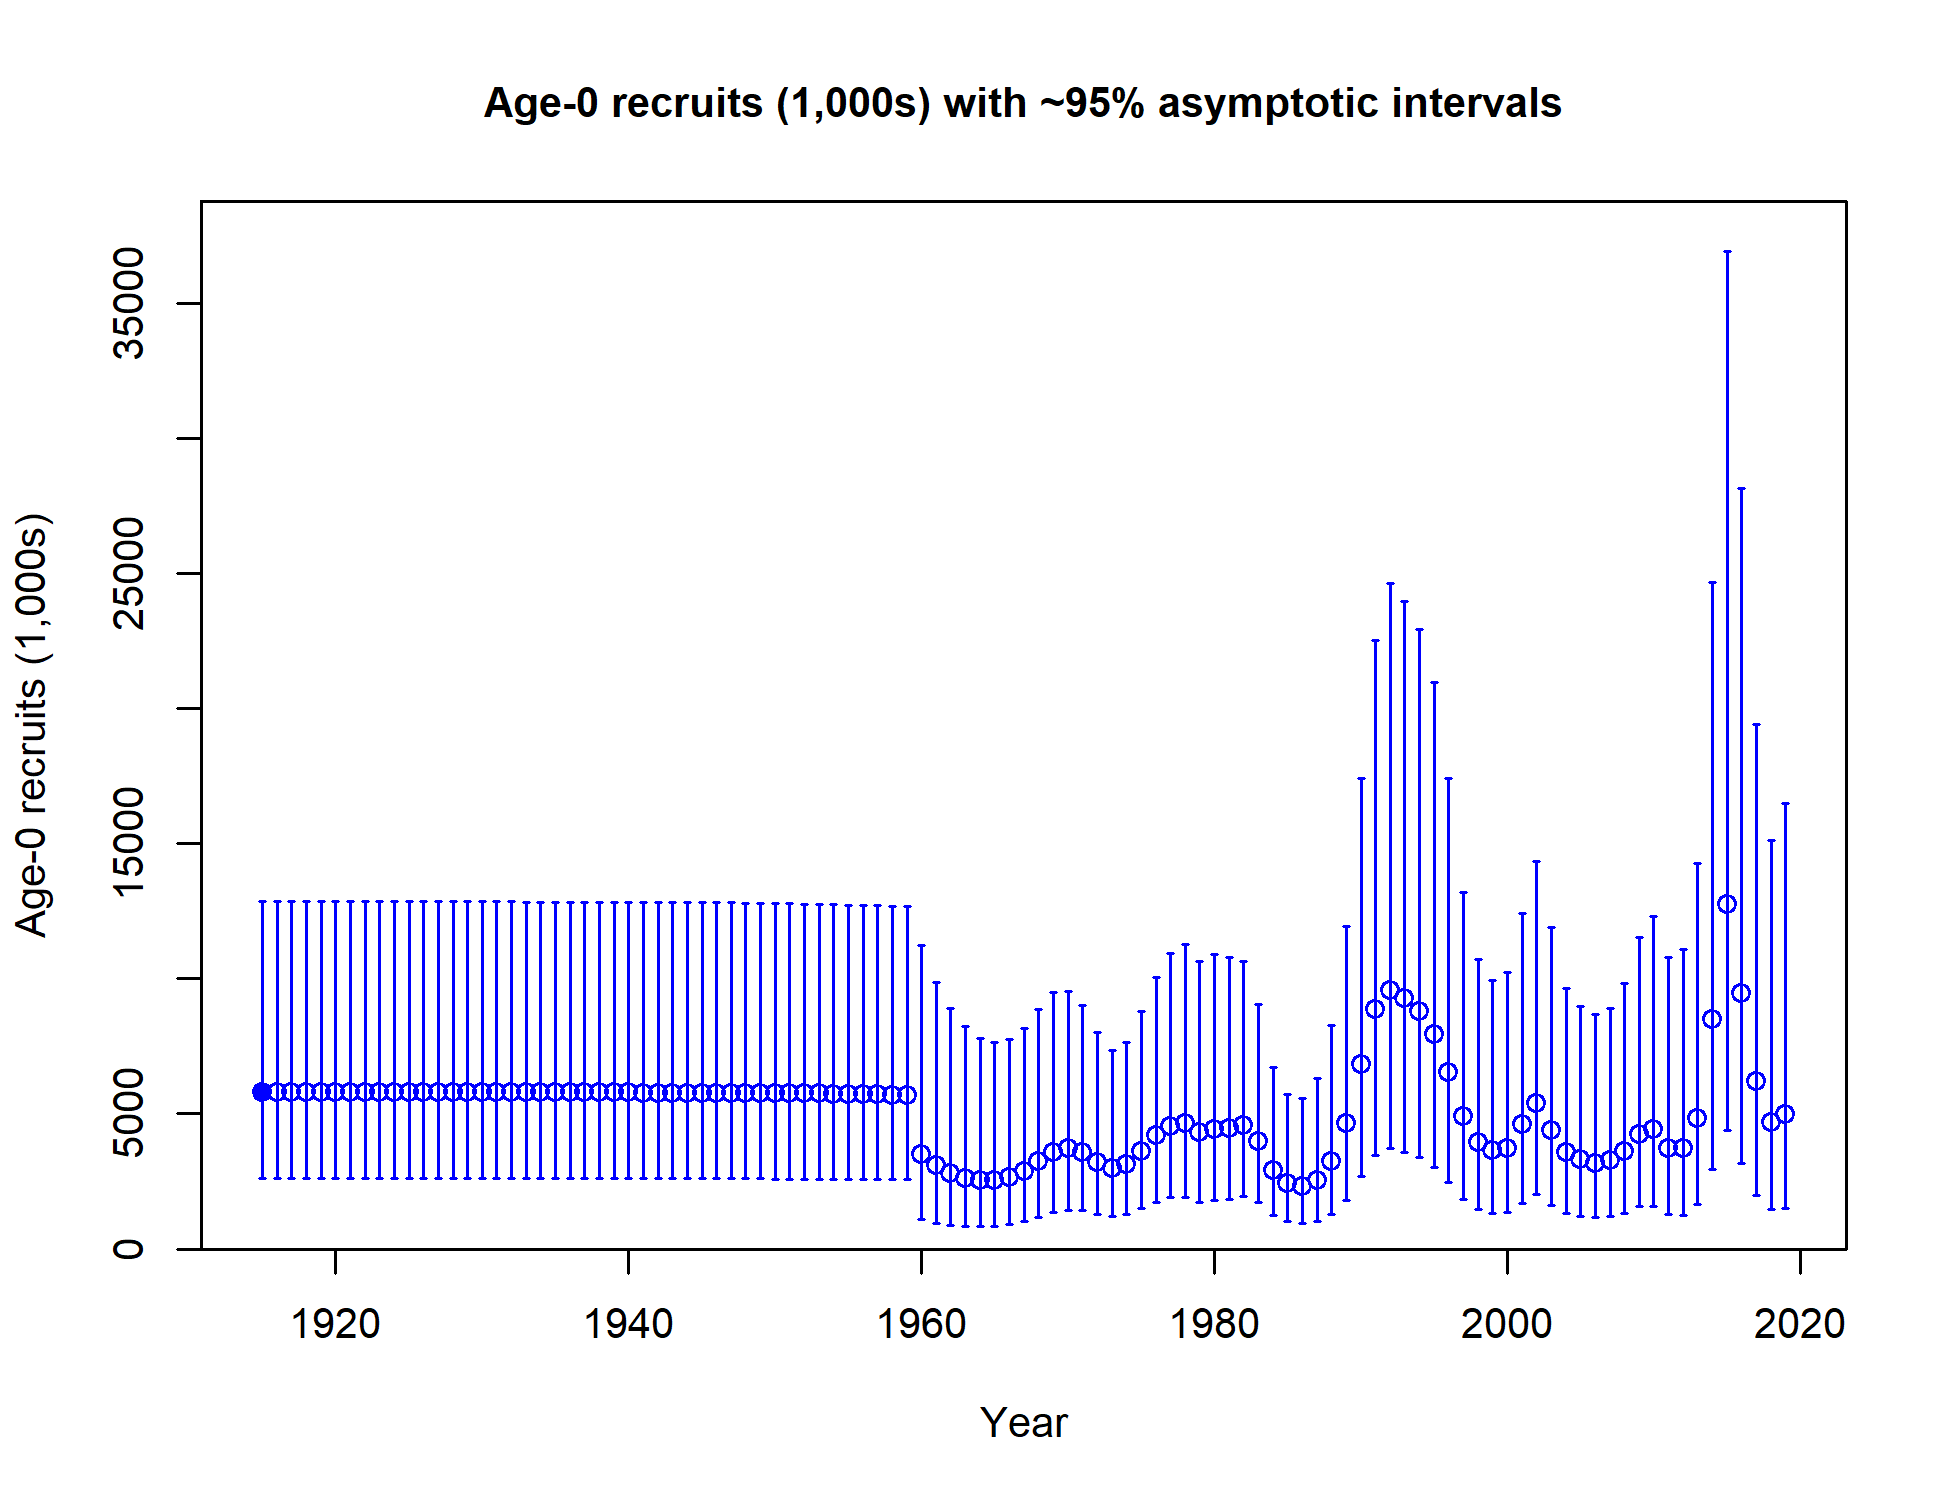 Age-0 recruits (1,000s) with ~95% asymptotic intervals
Age-0 recruits (1,000s)
35000
25000
15000
5000
0
1920 1940 1960 1980 2000 2020
Year